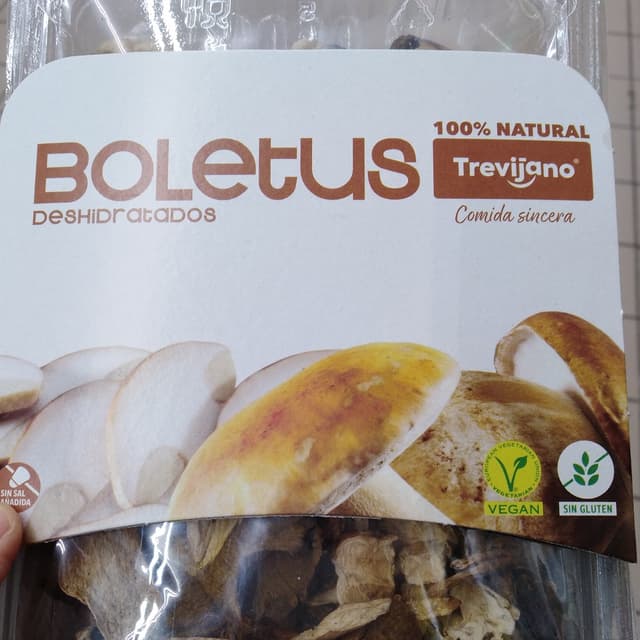 100% NATURAL
BOLetus
Trevijano®
DesHIDratados
Comida sincera
SIN SAL
AÑADIDA
VEGAN
SIN GLUTEN